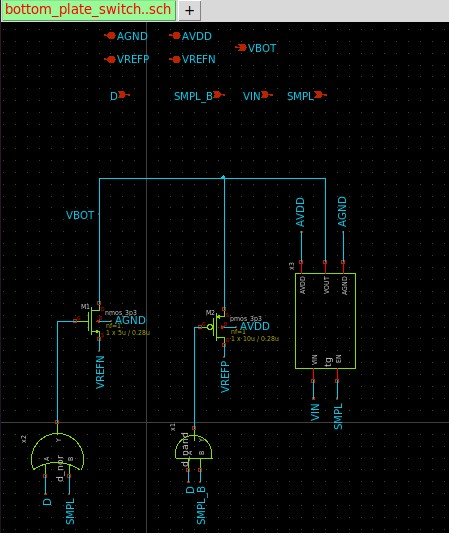 bottom_plate_switch..sch
+
AGND
AVDD
VBOT
VREFP
VREFN
D
SMPL_B
VIN
SMPL
AVDD
AGND
VBOT
x3
AVDD
VOUT
AGND
M1
nmos_3p3
AGND
nf=1
1 x 5u / 0.28u
VREFN
M2
pmos_3p3
AVDD
nf=1
1 x 10u / 0.28u
VREFP
VIN
tg
EN
VIN
SMPL
x2
Y
d_nor
A
B
D
SMPL
x1
Y
d_nand
A
B
D
SMPL_B